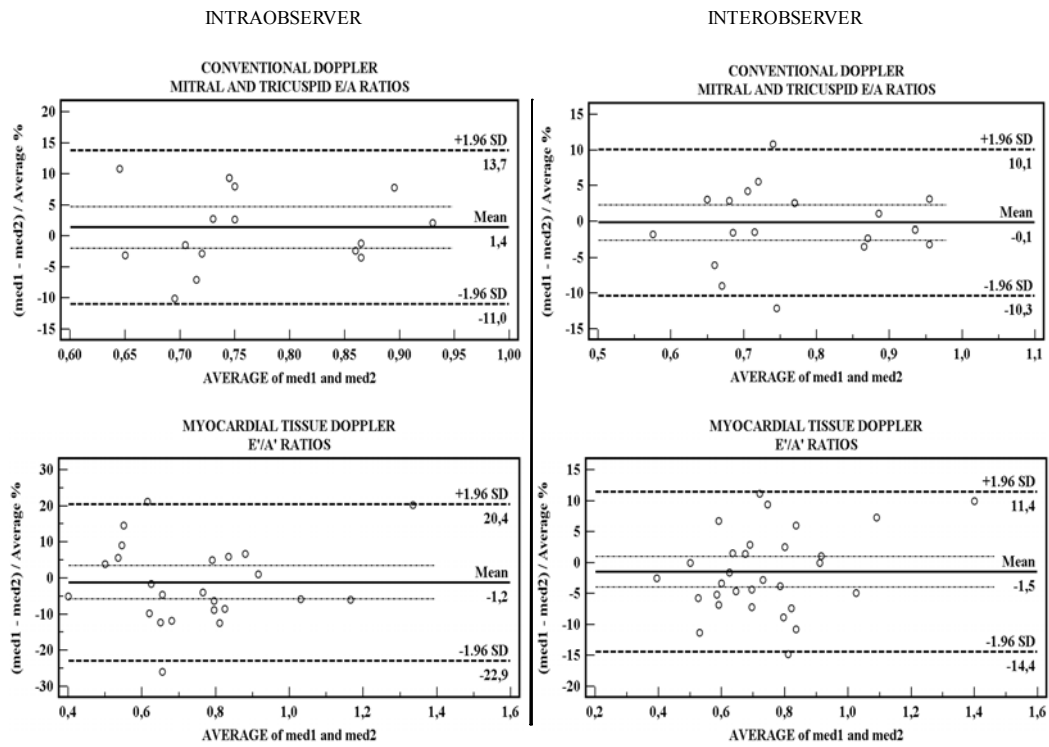 INTRAOBSERVER
INTEROBSERVER
CONVENTIONAL DOPPLER
MITRAL AND TRICUSPID E/A RATIOS
(med1 - med2) / Average %
20
15
10
5
0
-5
-10
-15
+1.96 SD
13,7
Mean
1,4
-1.96 SD
-11,0
0,60 0,65 0,70 0,75 0,80 0,85 0,90 0,95 1,00
AVERAGE of med1 and med2
CONVENTIONAL DOPPLER
MITRAL AND TRICUSPID E/A RATIOS
(med1 - med2) / Average %
15
10
5
0
-5
-10
-15
+1.96 SD
10,1
Mean
-0,1
-1.96 SD
-10,3
0,5 0,6 0,7 0,8 0,9 1,0 1,1
AVERAGE of med1 and med2
MYOCARDIAL TISSUE DOPPLER
E'/A' RATIOS
(med1 - med2) / Average %
30
20
10
0
-10
-20
-30
+1.96 SD
20,4
Mean
-1,2
-1.96 SD
-22,9
0,4 0,6 0,8 1,0 1,2 1,4 1,6
AVERAGE of med1 and med2
MYOCARDIAL TISSUE DOPPLER
E'/A' RATIOS
(med1 - med2) / Average %
15
10
5
0
-5
-10
-15
-20
+1.96 SD
11,4
Mean
-1,5
-1.96 SD
-14,4
0,2 0,4 0,6 0,8 1,0 1,2 1,4 1,6
AVERAGE of med1 and med2